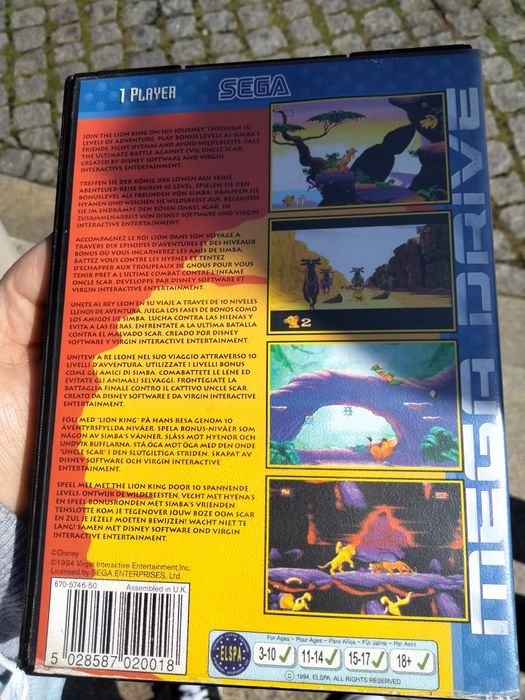 1 PLAYER
SEGA
JOIN THE LION KING ON HIS JOURNEY THROUGH 10
LEVELS OF ADVENTURE. PLAY BONUS LEVELS AS SIMBA'S
FRIENDS. FIGHT HYENAS AND AVOID WILDEBEESTS. FACE
THE ULTIMATE BATTLE AGAINST EVIL UNCLE SCAR.
CREATED BY DISNEY SOFTWARE AND VIRGIN
INTERACTIVE ENTERTAINMENT.
TREFFEN SIE DER KÖNIG DER LÖWEN AUF SEINE
ABENTEUER-REISE DURCH 10 LEVEL. SPIELEN SIE DEN
BONUSLEVEL ALS FREUNDEN VON SIMBA. KÄMPFEN SIE
HYÄNEN UND WEICHEN SIE WILDEBEEST AUS. BEGEGNEN
SIE IM ENDKAMPF DEN BÖSEN ONKEL SCAR. IN
ZUSAMMENARBEIT VON DISNEY SOFTWARE UND VIRGIN
INTERACTIVE ENTERTAINMENT.
ACCOMPAGNEZ LE ROI LION DANS SON VOYAGE A
TRAVERS DIX EPISODES D'AVENTURES ET DES NIVEAUX
BONUS OÙ VOUS INCARNEREZ LES AMIS DE SIMBA.
BATTEZ VOUS CONTRE LES HYENES ET TENTEZ
D'ECHAPPER AUX TROUPEAUX DE GNOUS POUR VOUS
TENIR PRET A L'ULTIME COMBAT CONTRE L'INFAME
ONCLE SCAR. DEVELOPPE PAR DISNEY SOFTWARE ET
VIRGIN INTERACTIVE ENTERTAINMENT.
UNETE AL REY LEON EN SU VIAJE A TRAVES DE 10 NIVELES
LLENOS DE AVENTURA. JUEGA LOS FASES DE BONOS COMO
LOS AMIGOS DE SIMBA. LUCHA CONTRA LAS HIENAS Y
EVITA A LAS FIERAS. ENFRENTATE A LA ULTIMA BATALLA
CONTRA EL MALVADO SCAR. CREADO POR DISNEY
SOFTWARE Y VIRGIN INTERACTIVE ENTERTAINMENT.
UNITEVI A RE LEONE NEL SUO VIAGGIO ATTRAVERSO 10
LIVELLI D'AVVENTURA. UTILIZZATE I LIVELLI BONUS
COME GLI AMICI DI SIMBA. COMBATTETE LE LENE ED
EVITATE GLI ANIMALI SELVAGGI. FRONTEGIATE LA
BATTAGLIA FINALE CONTRO IL CATTIVO UNCLE SCAR.
CREATO DA DISNEY SOFTWARE E DA VIRGIN INTERACTIVE
ENTERTAINMENT.
FÖLJ MED "LION KING" PÅ HANS RESA GENOM 10
ÄVENTYRSFYLLDA NIVÅER. SPELA BONUS-NIVÅER SOM
NÅGON AV SIMBA'S VÄNNER. SLÅSS MOT HYENOR OCH
UNDVIK BUFFLARNA. STÅ ÖGA MOT ÖGA MED DEN ONDE
"UNCLE SCAR" I DEN SLUTGILTIGA STRIDEN. SKAPAT AV
DISNEY SOFTWARE OCH VIRGIN INTERACTIVE
ENTERTAINMENT.
SPEEL MEE MET THE LION KING DOOR 10 SPANNENDE
LEVELS. ONTWIJK DE WILDEBEESTEN, VECHT MET HYENA'S
EN SPEEL BONUSRONDEN MET SIMBA'S VRIENDEN
TENSLOTTE KOM JE TEGENOVER JOUW BOZE OOM SCAR
EN ZUL JE JEZELF MOETEN BEWIJZEN! WACHT NIET TE
LANG! SAMEN MET DISNEY SOFTWARE OND VIRGIN
INTERACTIVE ENTERTAINMENT.
©Disney
©1994 Virgin Interactive Entertainment, Inc.
Licensed by SEGA ENTERPRISES, Ltd.
670-5746-50
Assembled in U.K.
5 028587 020018
2
MEGA DRIVE
ELSPA
For Ages - Pour Ages - Para Años - Für Jahre - Per Anni
3-10 ✓ 11-14 ✓ 15-17 ✓ 18+ ✓
© 1994, ELSPA. ALL RIGHTS RESERVED